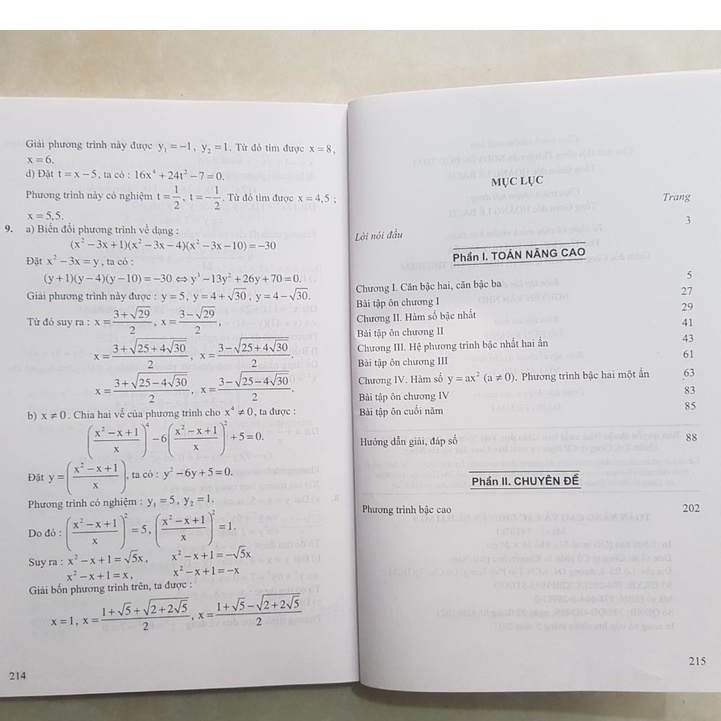 Giải phương trình này được y₁ = −1 ; y₂ = 1. Từ đó tìm được x = 8,
x = 6.
d) Đặt t = x − 5, ta có : 16x⁴ + 24t² − 7 = 0.
Phương trình này có nghiệm t = 1/2 , t = −1/2 . Từ đó tìm được x = 4,5 ;
x = 5,5.
9. a) Biến đổi phương trình về dạng :
(x² − 3x + 1)(x² − 3x − 4)(x² − 3x − 10) = −30
Đặt x² − 3x = y , ta có :
(y + 1)(y − 4)(y − 10) = −30 ⇔ y³ − 13y² + 26y + 70 = 0.
Giải phương trình này được : y = 5 , y = 4 + √30 , y = 4 − √30.
Từ đó suy ra : x = (3 + √29)/2 , x = (3 − √29)/2 ,
x = (3 + √(25 + 4√30))/2 , x = (3 − √(25 + 4√30))/2 ,
x = (3 + √(25 − 4√30))/2 , x = (3 − √(25 − 4√30))/2 .
b) x ≠ 0 . Chia hai vế của phương trình cho x⁴ ≠ 0 , ta được :
((x² − x + 1)/x)⁴ − 6((x² − x + 1)/x)² + 5 = 0.
Đặt y = ((x² − x + 1)/x)² , ta có : y² − 6y + 5 = 0.
Phương trình có nghiệm : y₁ = 5 , y₂ = 1.
Do đó : ((x² − x + 1)/x)² = 5 , ((x² − x + 1)/x)² = 1.
Suy ra : x² − x + 1 = √5x , x² − x + 1 = −√5x
x² − x + 1 = x , x² − x + 1 = −x
Giải bốn phương trình trên, ta được :
x = 1, x = (1 + √5 + √(2 + 2√5))/2 , x = (1 + √5 − √(2 + 2√5))/2
214
MỤC LỤC
Trang
Lời nói đầu 3
Phần I. TOÁN NÂNG CAO
Chương I. Căn bậc hai, căn bậc ba 5
Bài tập ôn chương I 27
Chương II. Hàm số bậc nhất 29
Bài tập ôn chương II 41
Chương III. Hệ phương trình bậc nhất hai ẩn 43
Bài tập ôn chương III 61
Chương IV. Hàm số y = ax² (a ≠ 0). Phương trình bậc hai một ẩn 63
Bài tập ôn chương IV 83
Bài tập ôn cuối năm 85
Hướng dẫn giải, đáp số 88
Phần II. CHUYÊN ĐỀ
Phương trình bậc cao 202
215